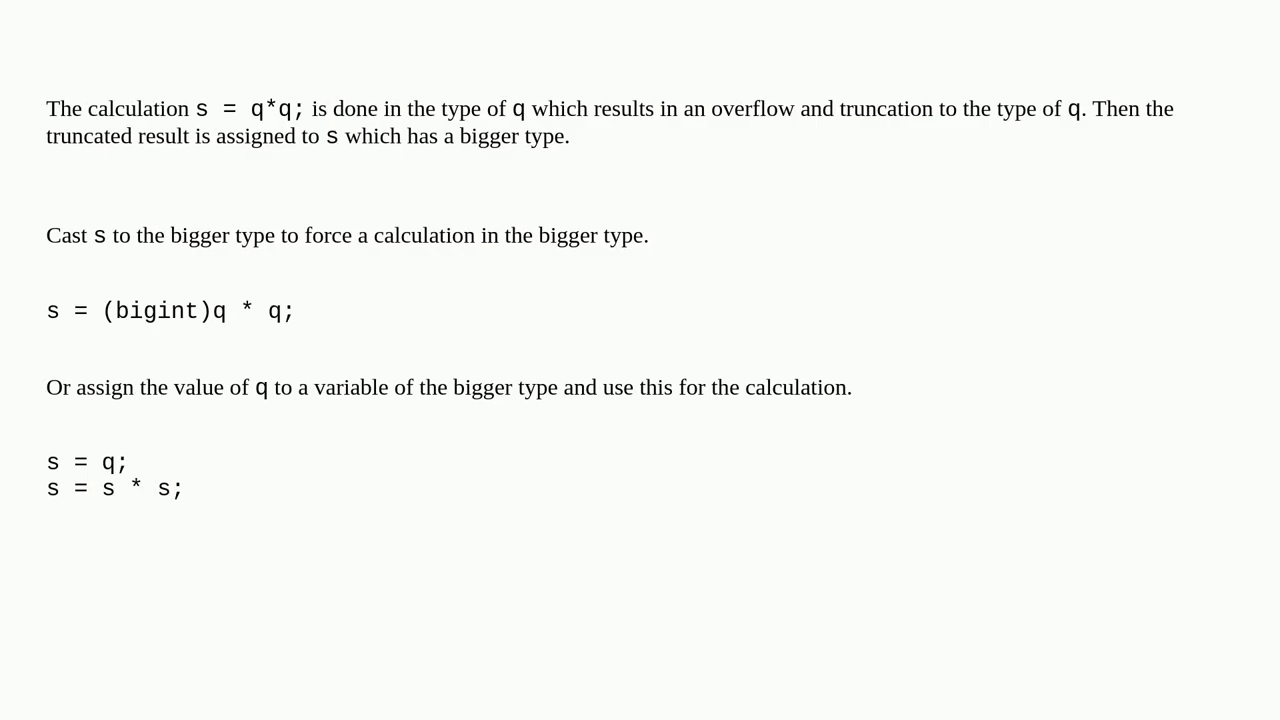 The calculation s = q*q; is done in the type of q which results in an overflow and truncation to the type of q. Then the
truncated result is assigned to s which has a bigger type.
Cast s to the bigger type to force a calculation in the bigger type.
s = (bigint)q * q;
Or assign the value of q to a variable of the bigger type and use this for the calculation.
s = q;
s = s * s;